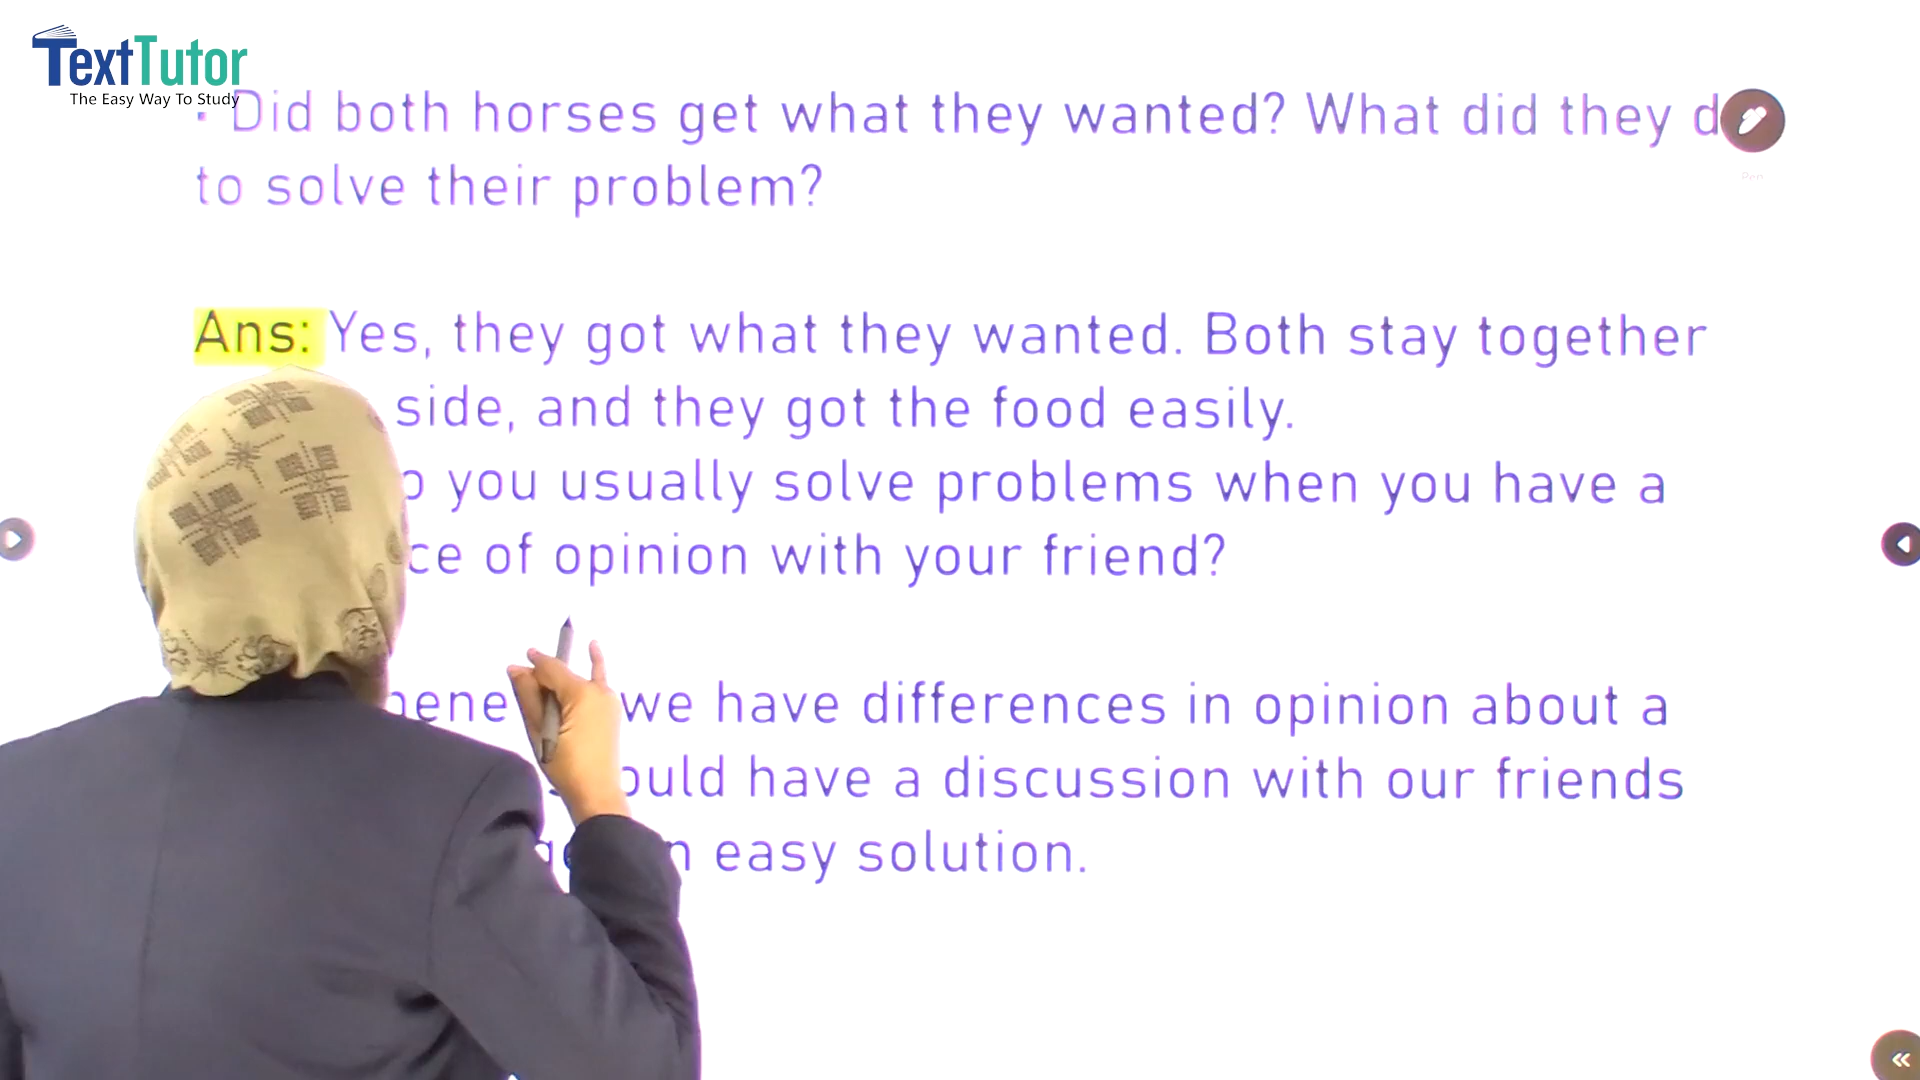 TextTutor
The Easy Way To Study
• Did both horses get what they wanted? What did they
to solve their problem?
Pen
Ans: Yes, they got what they wanted. Both stay together
side, and they got the food easily.
you usually solve problems when you have a
of opinion with your friend?
we have differences in opinion about a
have a discussion with our friends
easy solution.